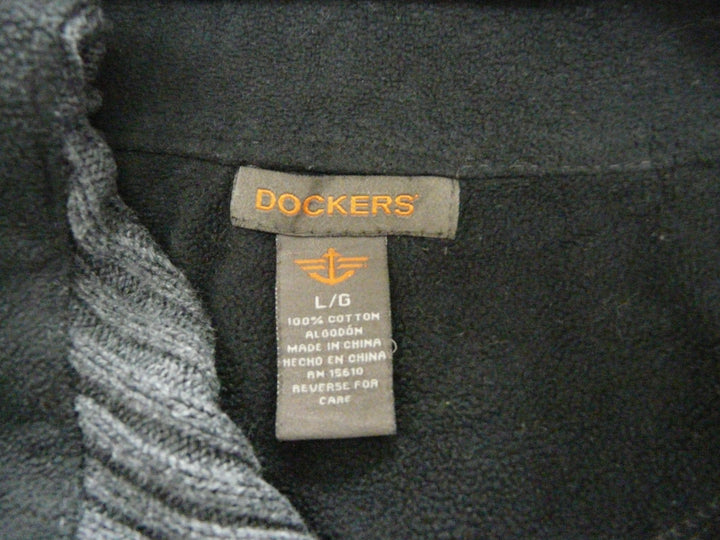 DOCKERS
L/G
100% COTTON
ALGODÓN
MADE IN CHINA
HECHO EN CHINA
RN 15610
REVERSE FOR
CARE